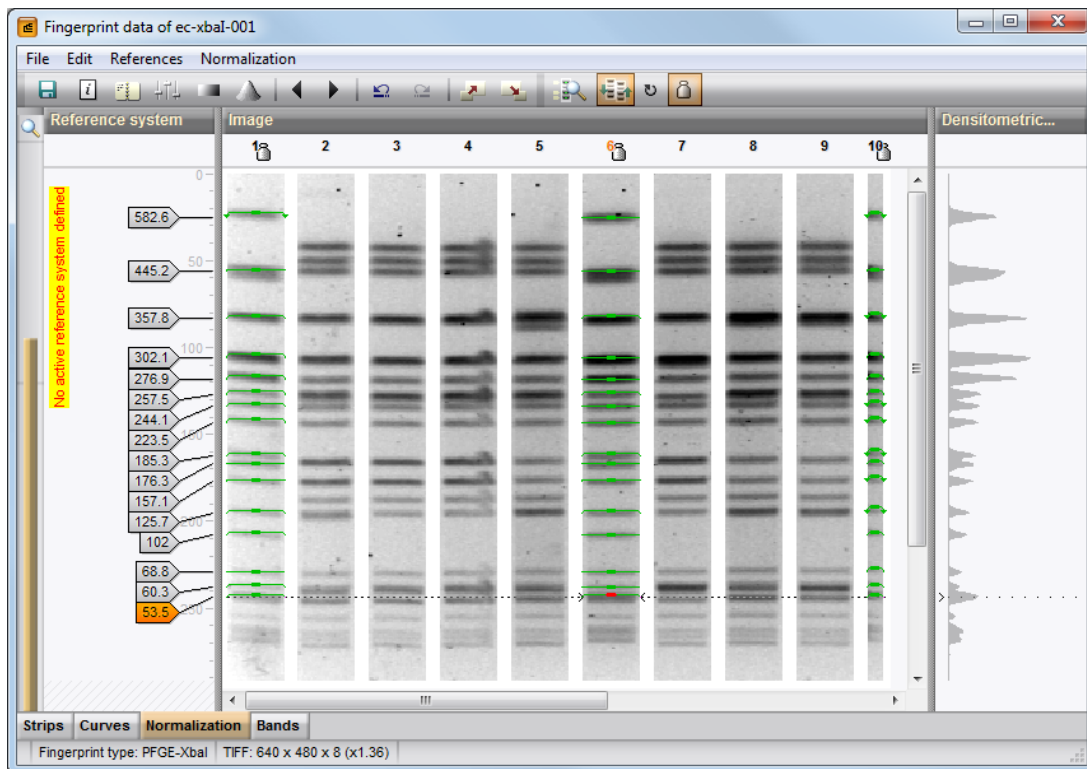 Fingerprint data of ec-xbaI-001
File Edit References Normalization
Reference system
Image
Densitometric...
1 2 3 4 5 6 7 8 9 10
No active reference system defined
0
50
100
150
200
250
582.6
445.2
357.8
302.1
276.9
257.5
244.1
223.5
185.3
176.3
157.1
125.7
102
68.8
60.3
53.5
Strips Curves Normalization Bands
Fingerprint type: PFGE-XbaI TIFF: 640 x 480 x 8 (x1.36)